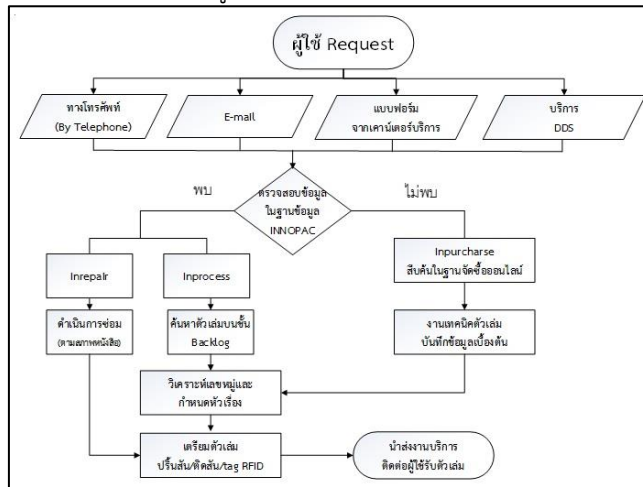 ผู้ใช้ Request
ทางโทรศัพท์
(By Telephone)
E-mail
แบบฟอร์ม
จากเคาน์เตอร์บริการ
บริการ
DDS
พบ
ตรวจสอบข้อมูล
ในฐานข้อมูล
INNOPAC
ไม่พบ
Inrepair
Inprocess
Inpurcharse
สืบค้นในฐานจัดซื้อออนไลน์
ดำเนินการซ่อม
(ตามสภาพหนังสือ)
ค้นหาตัวเล่มบนชั้น
Backlog
งานเทคนิคตัวเล่ม
บันทึกข้อมูลเบื้องต้น
วิเคราะห์เลขหมู่และ
กำหนดหัวเรื่อง
เตรียมตัวเล่ม
ปริ้นสัน/ติดสัน/tag RFID
นำส่งงานบริการ
ติดต่อผู้ใช้รับตัวเล่ม